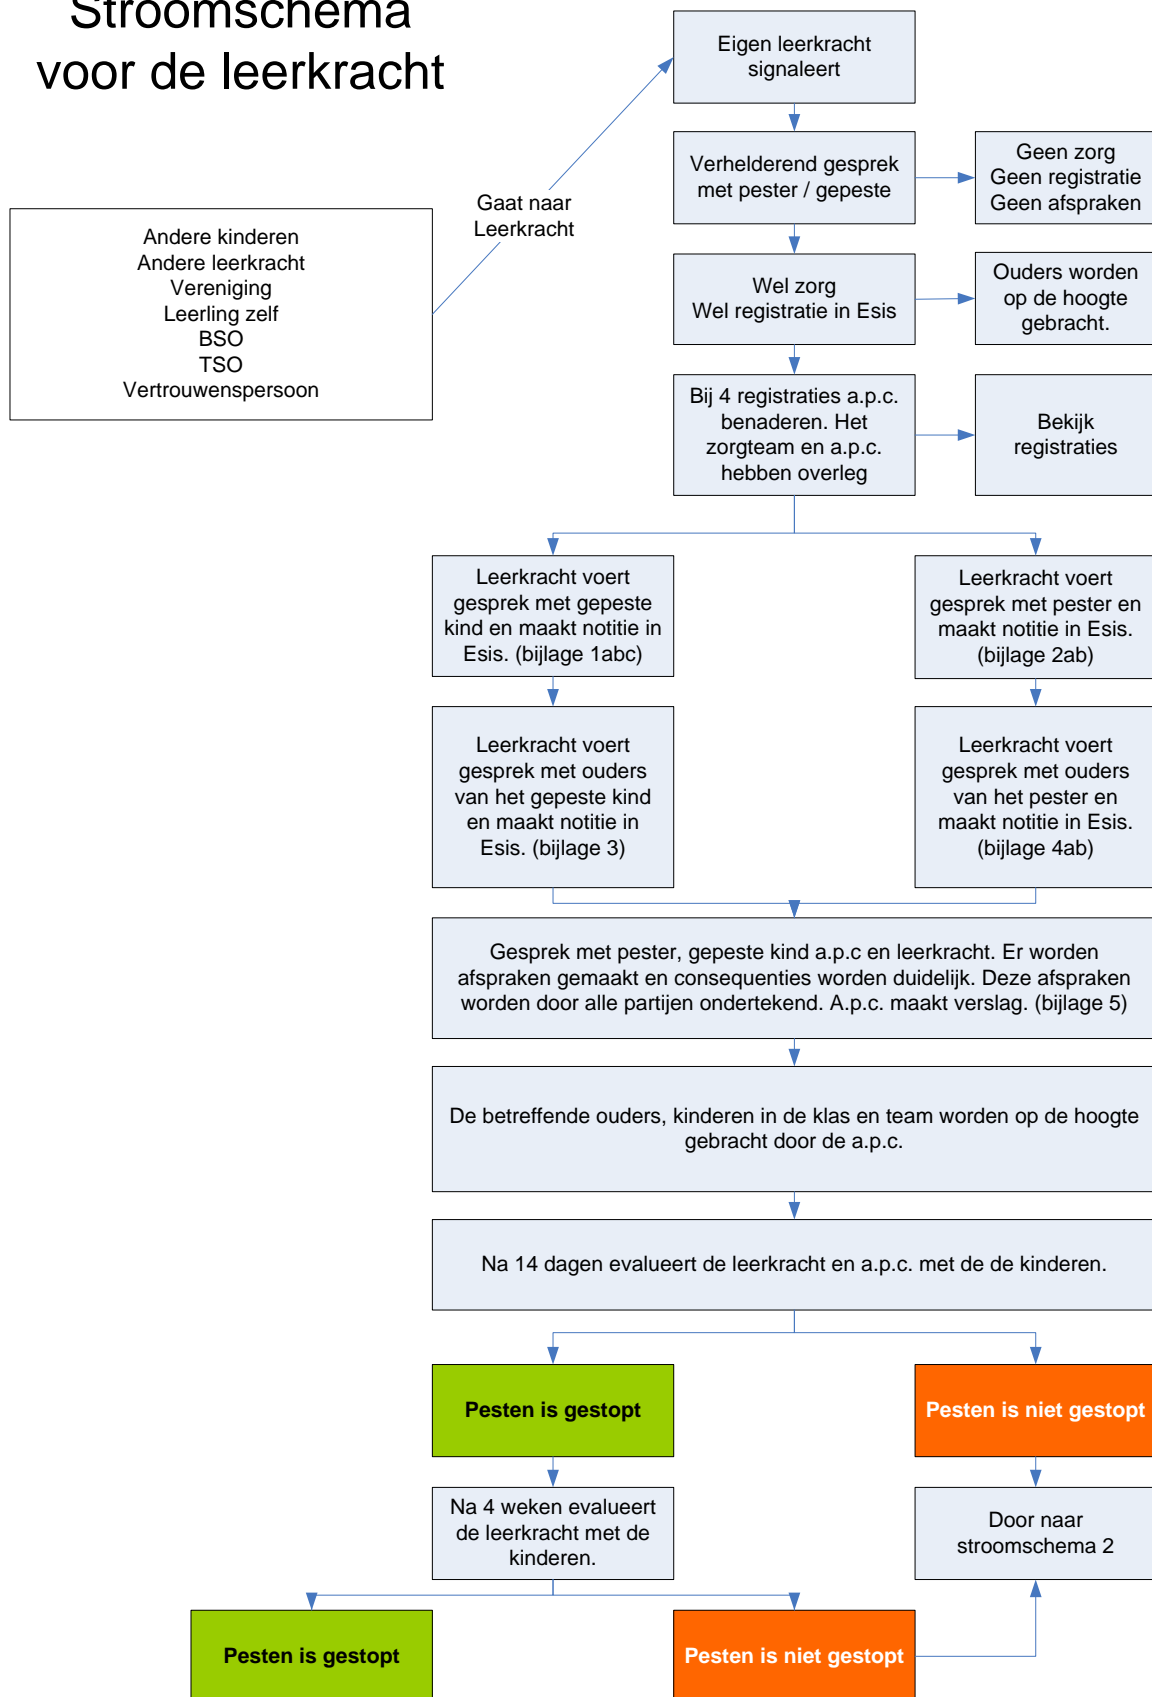 Stroomschema
voor de leerkracht
Eigen leerkracht
signaleert
Gaat naar
Leerkracht
Andere kinderen
Andere leerkracht
Vereniging
Leerling zelf
BSO
TSO
Vertrouwenspersoon
Verhelderend gesprek
met pester / gepeste
Geen zorg
Geen registratie
Geen afspraken
Wel zorg
Wel registratie in Esis
Ouders worden
op de hoogte
gebracht.
Bij 4 registraties a.p.c.
benaderen. Het
zorgteam en a.p.c.
hebben overleg
Bekijk
registraties
Leerkracht voert
gesprek met gepeste
kind en maakt notitie in
Esis. (bijlage 1abc)
Leerkracht voert
gesprek met pester en
maakt notitie in Esis.
(bijlage 2ab)
Leerkracht voert
gesprek met ouders
van het gepeste kind
en maakt notitie in
Esis. (bijlage 3)
Leerkracht voert
gesprek met ouders
van het pester en
maakt notitie in Esis.
(bijlage 4ab)
Gesprek met pester, gepeste kind a.p.c en leerkracht. Er worden
afspraken gemaakt en consequenties worden duidelijk. Deze afspraken
worden door alle partijen ondertekend. A.p.c. maakt verslag. (bijlage 5)
De betreffende ouders, kinderen in de klas en team worden op de hoogte
gebracht door de a.p.c.
Na 14 dagen evalueert de leerkracht en a.p.c. met de de kinderen.
Pesten is gestopt
Pesten is niet gestopt
Na 4 weken evalueert
de leerkracht met de
kinderen.
Door naar
stroomschema 2
Pesten is gestopt
Pesten is niet gestopt